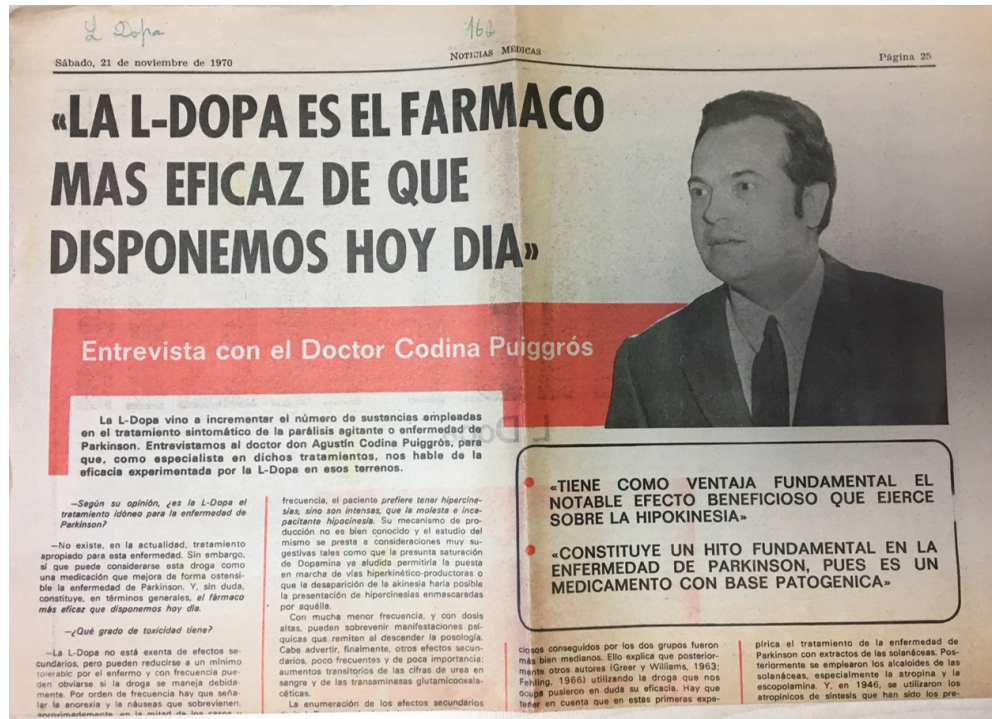 L Dopa
166
Sábado, 21 de noviembre de 1970
NOTICIAS MEDICAS
Página 25
«LA L-DOPA ES EL FARMACO
MAS EFICAZ DE QUE
DISPONEMOS HOY DIA»
Entrevista con el Doctor Codina Puiggrós
La L-Dopa vino a incrementar el número de sustancias empleadas
en el tratamiento sintomático de la parálisis agitante o enfermedad de
Parkinson. Entrevistamos al doctor don Agustín Codina Puiggrós, para
que, como especialista en dichos tratamientos, nos hable de la
eficacia experimentada por la L-Dopa en esos terrenos.
—Según su opinión, ¿es la L-Dopa el
tratamiento idóneo para la enfermedad de
Parkinson?
—No existe, en la actualidad, tratamiento
apropiado para esta enfermedad. Sin embargo,
sí que puede considerarse esta droga como
una medicación que mejora de forma ostensi-
ble la enfermedad de Parkinson. Y, sin duda,
constituye, en términos generales, el fármaco
más eficaz que disponemos hoy día.
—¿Qué grado de toxicidad tiene?
—La L-Dopa no está exenta de efectos se-
cundarios, pero pueden reducirse a un mínimo
tolerable por el enfermo y con frecuencia pue-
den obviarse si la droga se maneja debida-
mente. Por orden de frecuencia hay que seña-
lar la anorexia y la náuseas que sobrevienen,
aproximadamente en la mitad de los casos y
frecuencia, el paciente prefiere tener hipercine-
sias, sino son intensas, que la molesta e inca-
pacitante hipocinesia. Su mecanismo de pro-
ducción no es bien conocido y el estudio del
mismo se presta a consideraciones muy su-
gestivas tales como que la presunta saturación
de Dopamina ya aludida permitiría la puesta
en marcha de vías hiperkinético-productoras o
que la desaparición de la akinesia haría posible
la presentación de hipercinesias enmascaradas
por aquélla.
Con mucha menor frecuencia, y con dosis
altas, pueden sobrevenir manifestaciones psí-
quicas que remiten al descender la posología.
Cabe advertir, finalmente, otros efectos secun-
darios, poco frecuentes y de poca importancia:
aumentos transitorios de las cifras de urea en
sangre y de las transaminasas glutamicooxala-
céticas.
La enumeración de los efectos secundarios
«TIENE COMO VENTAJA FUNDAMENTAL EL
NOTABLE EFECTO BENEFICIOSO QUE EJERCE
SOBRE LA HIPOKINESIA»
«CONSTITUYE UN HITO FUNDAMENTAL EN LA
ENFERMEDAD DE PARKINSON, PUES ES UN
MEDICAMENTO CON BASE PATOGENICA»
ciosos conseguidos por los dos grupos fueron
más bien medianos. Ello explica que posterior-
mente otros autores (Greer y Williams, 1963;
Fehling, 1966) utilizando la droga que nos
ocupa pusieron en duda su eficacia. Hay que
tener en cuenta que en estas primeras expe-
pírica el tratamiento de la enfermedad de
Parkinson con extractos de las solanáceas. Pos-
teriormente se emplearon los alcaloides de las
solanáceas, especialmente la atropina y la
escopolamina. Y, en 1946, se utilizaron los
atropínicos de síntesis que han sido los pre-